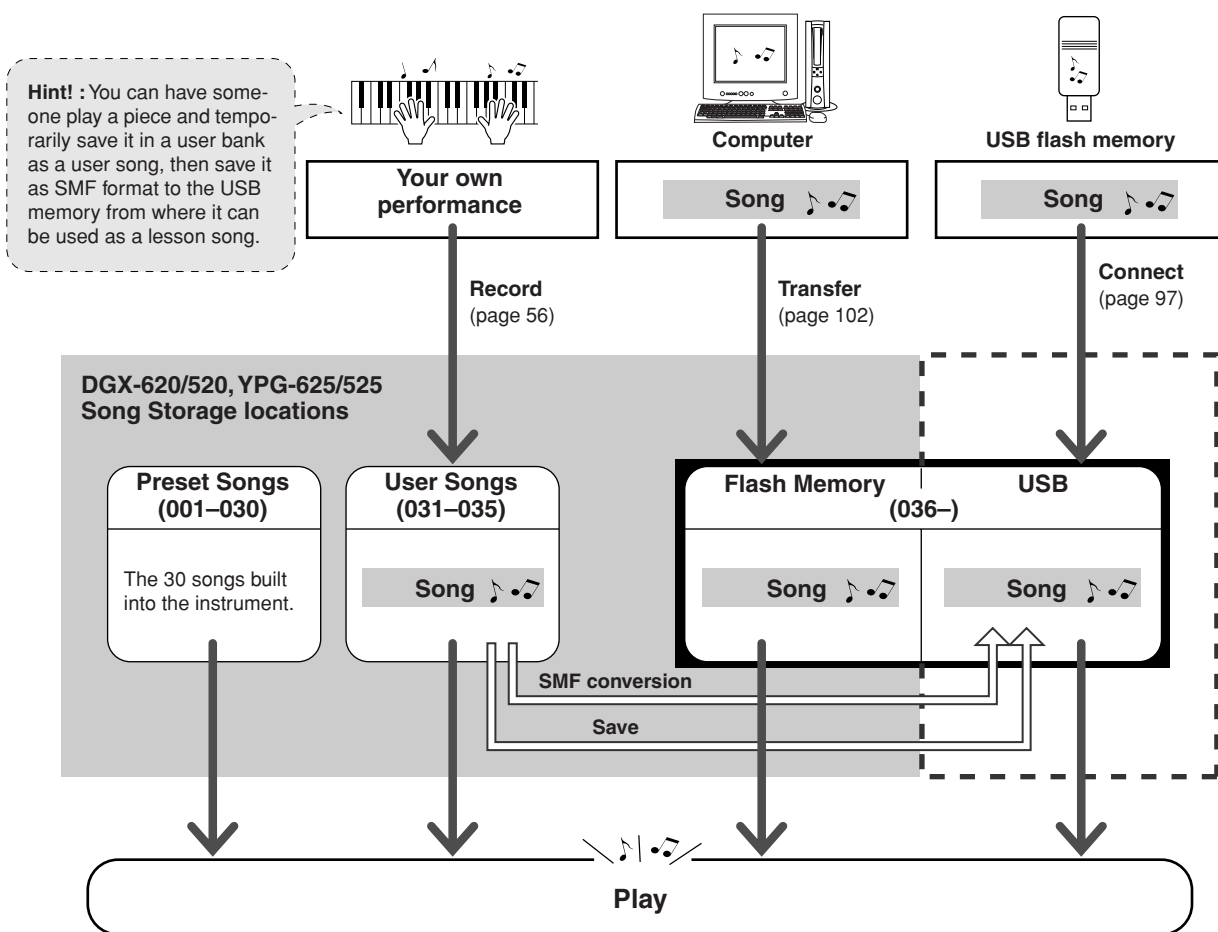 Hint! : You can have some-
one play a piece and tempo-
rarily save it in a user bank
as a user song, then save it
as SMF format to the USB
memory from where it can
be used as a lesson song.
Computer
USB flash memory
Your own
performance
Song
Song
Record
(page 56)
Transfer
(page 102)
Connect
(page 97)
DGX-620/520, YPG-625/525
Song Storage locations
Preset Songs
(001–030)
User Songs
(031–035)
Flash Memory
USB
(036–)
The 30 songs built
into the instrument.
Song
Song
Song
SMF conversion
Save
Play